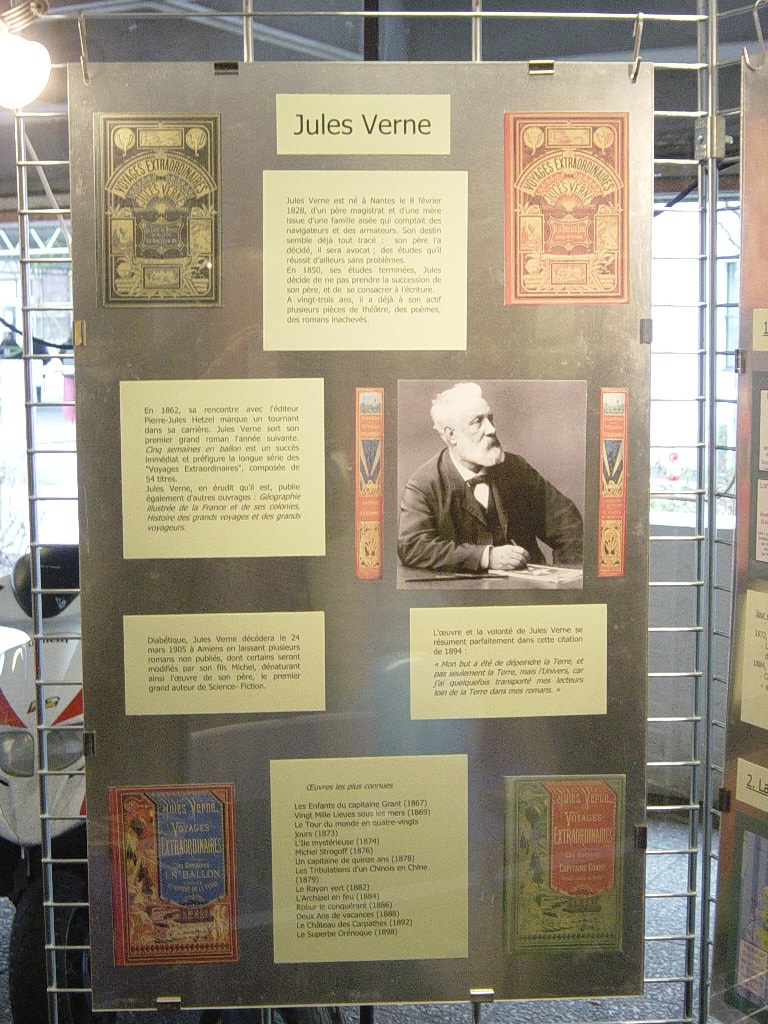 Jules Verne
VOYAGES EXTRAORDINAIRES
JULES VERNE
VOYAGES EXTRAORDINAIRES
JULES VERNE
Jules Verne est né à Nantes le 8 février
1828, d'un père magistrat et d'une mère
issue d'une famille aisée qui comptait des
navigateurs et des armateurs. Son destin
semble déjà tout tracé : son père l'a
décidé, il sera avocat ; des études qu'il
réussit d'ailleurs sans problèmes.
En 1850, ses études terminées, Jules
décide de ne pas prendre la succession de
son père, et de se consacrer à l'écriture.
A vingt-trois ans, il a déjà à son actif
plusieurs pièces de théâtre, des poèmes,
des romans inachevés.
En 1862, sa rencontre avec l'éditeur
Pierre-Jules Hetzel marque un tournant
dans sa carrière. Jules Verne sort son
premier grand roman l'année suivante.
Cinq semaines en ballon est un succès
immédiat et préfigure la longue série des
"Voyages Extraordinaires", composée de
54 titres.
Jules Verne, en érudit qu'il est, publie
également d'autres ouvrages : Géographie
illustrée de la France et de ses colonies,
Histoire des grands voyages et des grands
voyageurs.
Diabétique, Jules Verne décédera le 24
mars 1905 à Amiens en laissant plusieurs
romans non publiés, dont certains seront
modifiés par son fils Michel, dénaturant
ainsi l'œuvre de son père, le premier
grand auteur de Science- Fiction.
L'œuvre et la volonté de Jules Verne se
résument parfaitement dans cette citation
de 1894 :
« Mon but a été de dépeindre la Terre, et
pas seulement la Terre, mais l'Univers, car
j'ai quelquefois transporté mes lecteurs
loin de la Terre dans mes romans. »
Œuvres les plus connues
Les Enfants du capitaine Grant (1867)
Vingt Mille Lieues sous les mers (1869)
Le Tour du monde en quatre-vingts
jours (1873)
L'Ile mystérieuse (1874)
Michel Strogoff (1876)
Un capitaine de quinze ans (1878)
Les Tribulations d'un Chinois en Chine
(1879)
Le Rayon vert (1882)
L'Archipel en feu (1884)
Robur le conquérant (1886)
Deux Ans de vacances (1888)
Le Château des Carpathes (1892)
Le Superbe Orénoque (1898)
Jules Verne
VOYAGES
EXTRAORDINAIRES
CINQ SEMAINES
EN BALLON
Jules Verne
VOYAGES
EXTRAORDINAIRES
LES ENFANTS
CAPITAINE GRANT
2. La